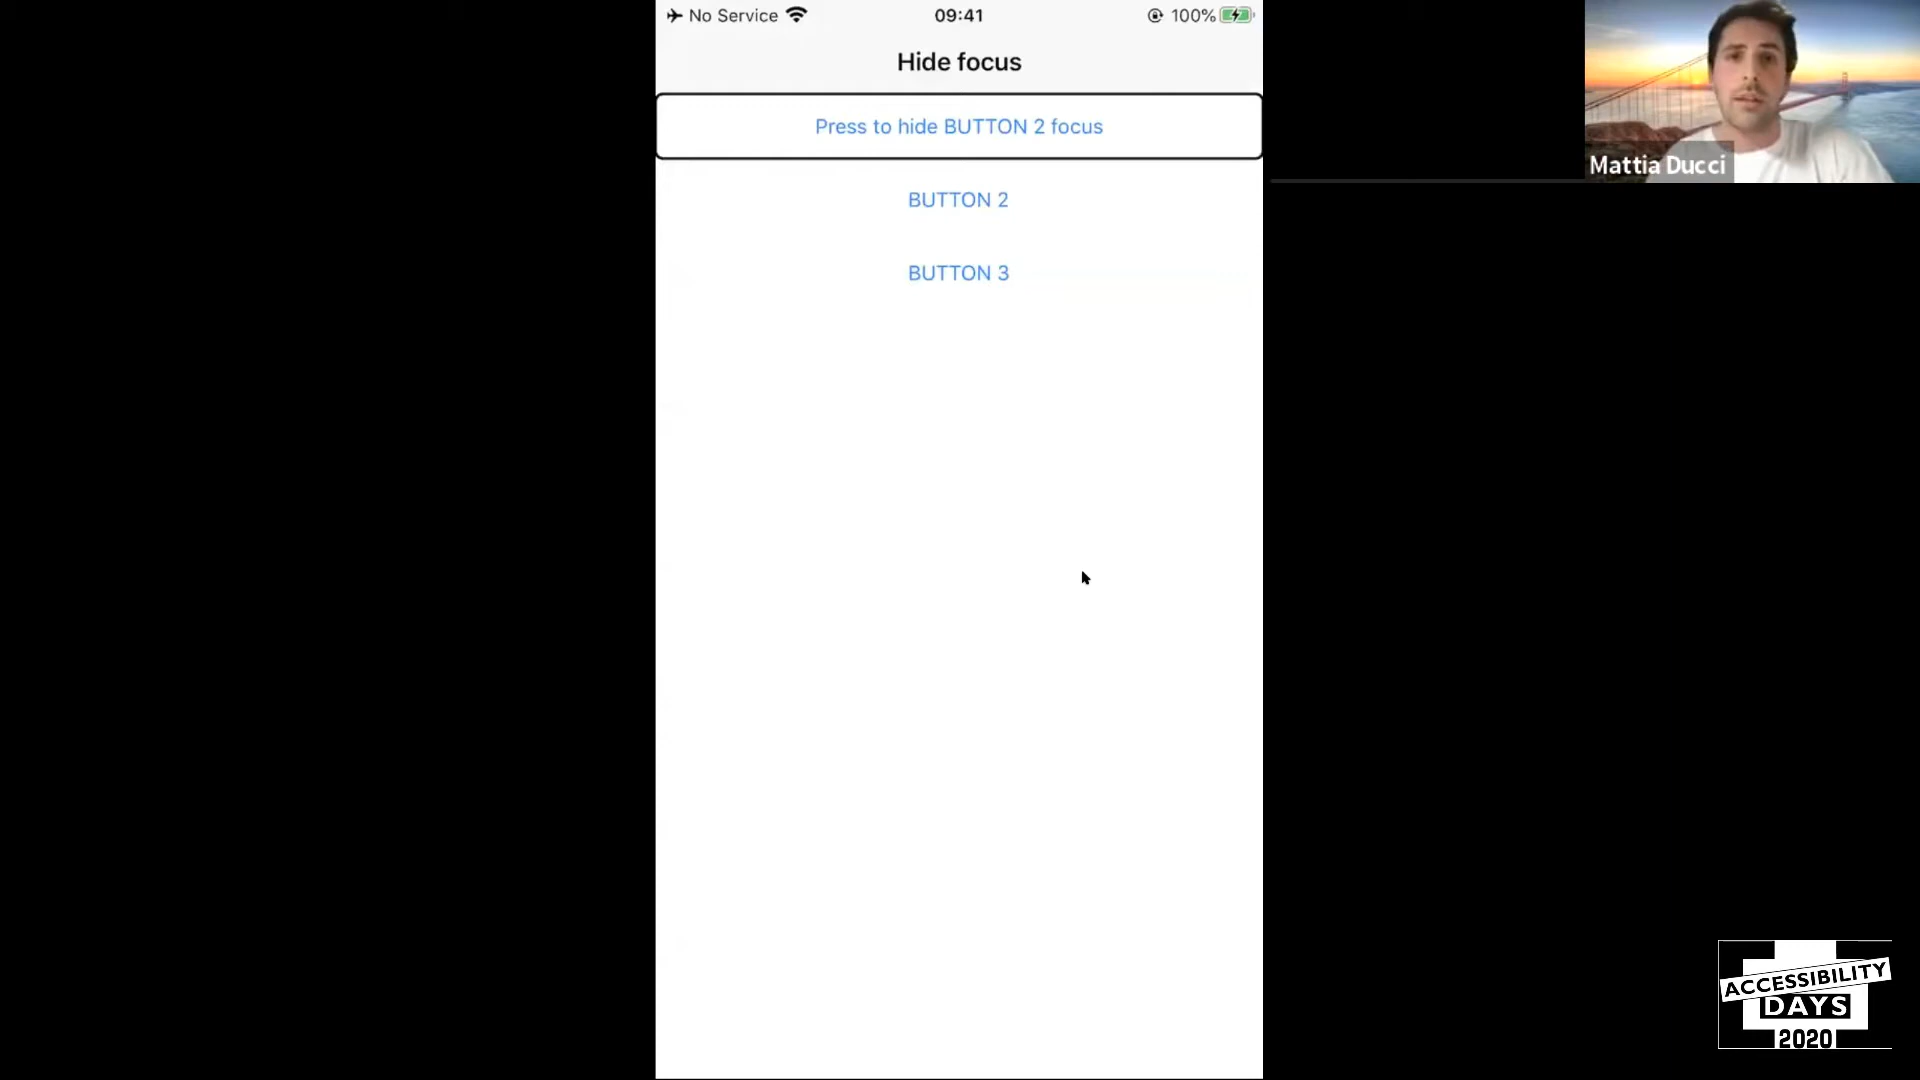 No Service
09:41
100%
Hide focus
Press to hide BUTTON 2 focus
BUTTON 2
BUTTON 3
Mattia Ducci
ACCESSIBILITY
DAYS
2020